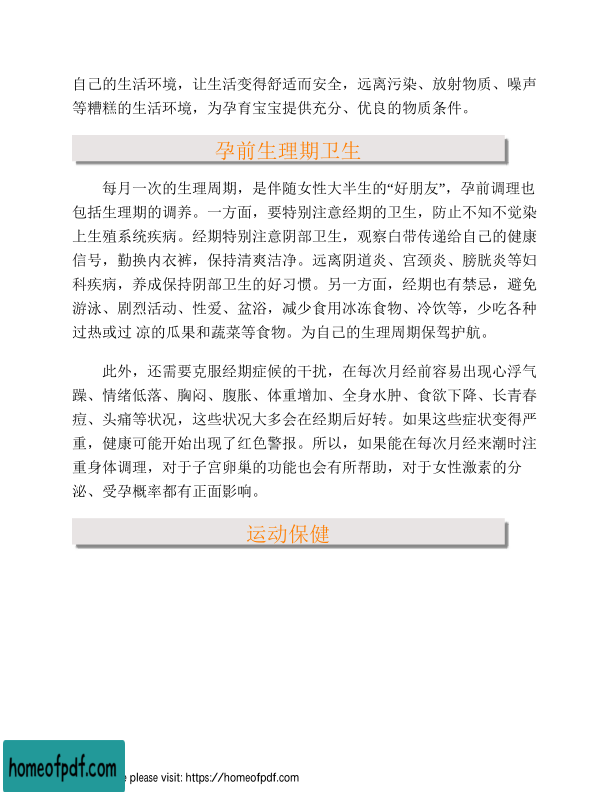 自己的生活环境，让生活变得舒适而安全，远离污染、放射物质、噪声
等糟糕的生活环境，为孕育宝宝提供充分、优良的物质条件。
孕前生理期卫生
每月一次的生理周期，是伴随女性大半生的“好朋友”，孕前调理也
包括生理期的调养。一方面，要特别注意经期的卫生，防止不知不觉染
上生殖系统疾病。经期特别注意阴部卫生，观察白带传递给自己的健康
信号，勤换内衣裤，保持清爽洁净。远离阴道炎、宫颈炎、膀胱炎等妇
科疾病，养成保持阴部卫生的好习惯。另一方面，经期也有禁忌，避免
游泳、剧烈活动、性爱、盆浴，减少食用冰冻食物、冷饮等，少吃各种
过热或过 凉的瓜果和蔬菜等食物。为自己的生理周期保驾护航。
此外，还需要克服经期症候的干扰，在每次月经前容易出现心浮气
躁、情绪低落、胸闷、腹胀、体重增加、全身水肿、食欲下降、长青春
痘、头痛等状况，这些状况大多会在经期后好转。如果这些症状变得严
重，健康可能开始出现了红色警报。所以，如果能在每次月经来潮时注
重身体调理，对于子宫卵巢的功能也会有所帮助，对于女性激素的分
泌、受孕概率都有正面影响。
运动保健
homeofpdf.com
e please visit: https://homeofpdf.com